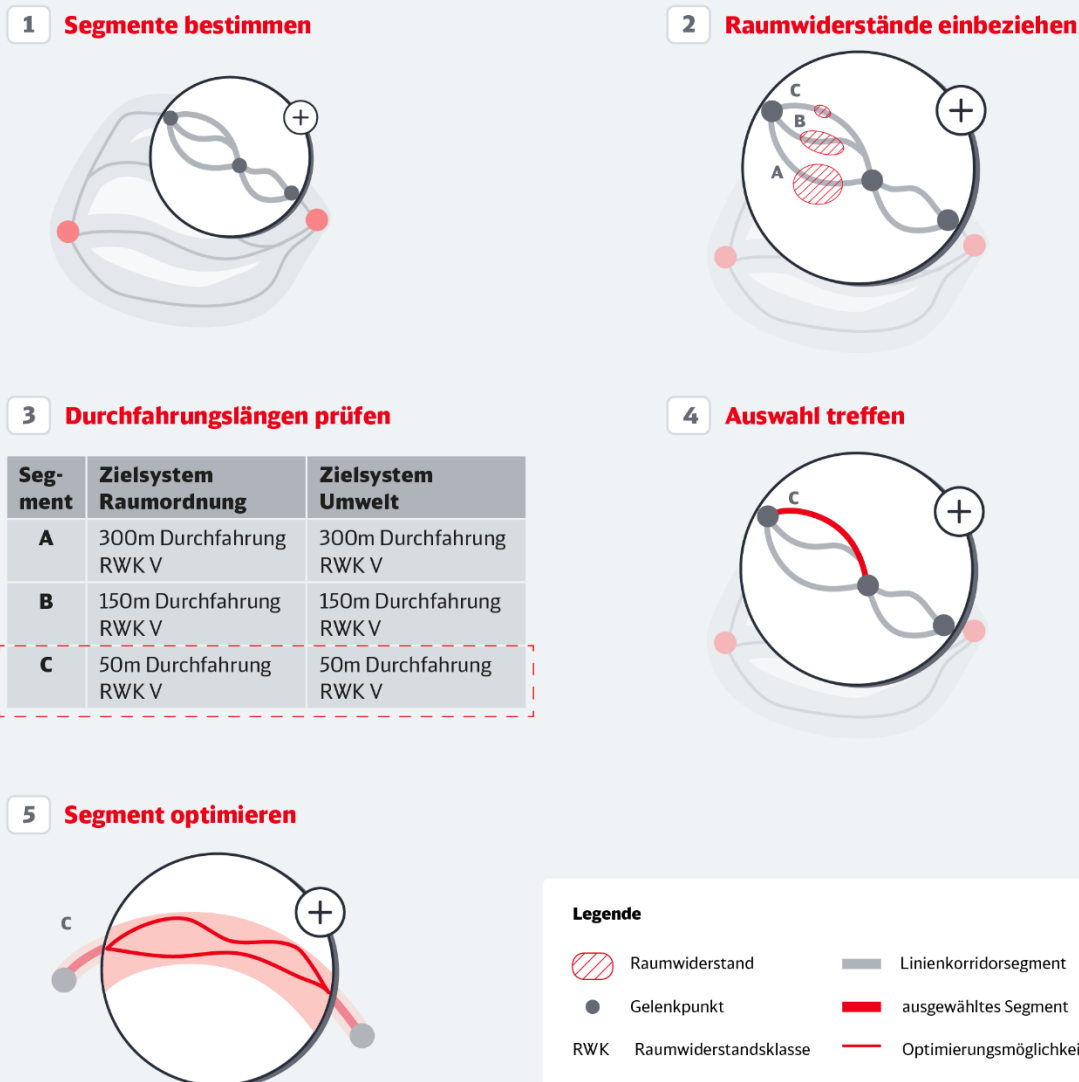 1 Segmente bestimmen
2 Raumwiderstände einbeziehen
C
B
A
3 Durchfahrungslängen prüfen
Seg-
ment
Zielsystem
Raumordnung
Zielsystem
Umwelt
A
300m Durchfahrung
RWK V
300m Durchfahrung
RWK V
B
150m Durchfahrung
RWK V
150m Durchfahrung
RWK V
C
50m Durchfahrung
RWK V
50m Durchfahrung
RWK V
4 Auswahl treffen
C
5 Segment optimieren
C
Legende
Raumwiderstand
Linienkorridorsegment
Gelenkpunkt
ausgewähltes Segment
RWK Raumwiderstandsklasse